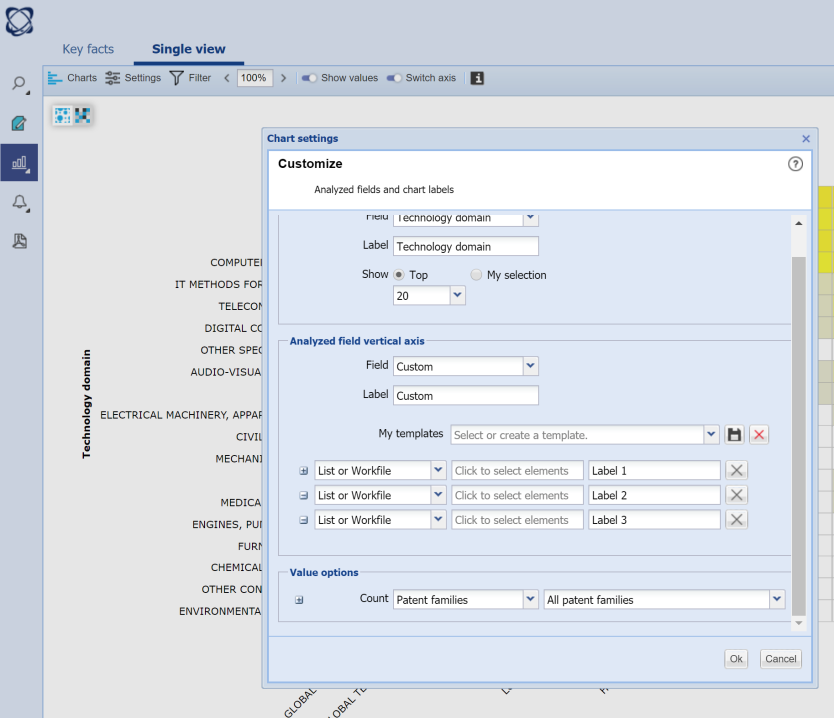 Key facts Single view
Charts Settings Filter 100% Show values Switch axis
Chart settings
Customize
Analyzed fields and chart labels
Field Technology domain
Label Technology domain
Show Top My selection
20
Analyzed field vertical axis
Field Custom
Label Custom
My templates Select or create a template.
List or Workfile Click to select elements Label 1
List or Workfile Click to select elements Label 2
List or Workfile Click to select elements Label 3
Value options
Count Patent families All patent families
Ok Cancel
Technology domain
COMPUTE
IT METHODS FOR
TELECOM
DIGITAL CO
OTHER SPEC
AUDIO-VISUA
ELECTRICAL MACHINERY, APPAR
CIVIL
MECHANI
MEDICA
ENGINES, PU
FURN
CHEMICAL
OTHER CON
ENVIRONMENTA
GLOBAL
OBAL T